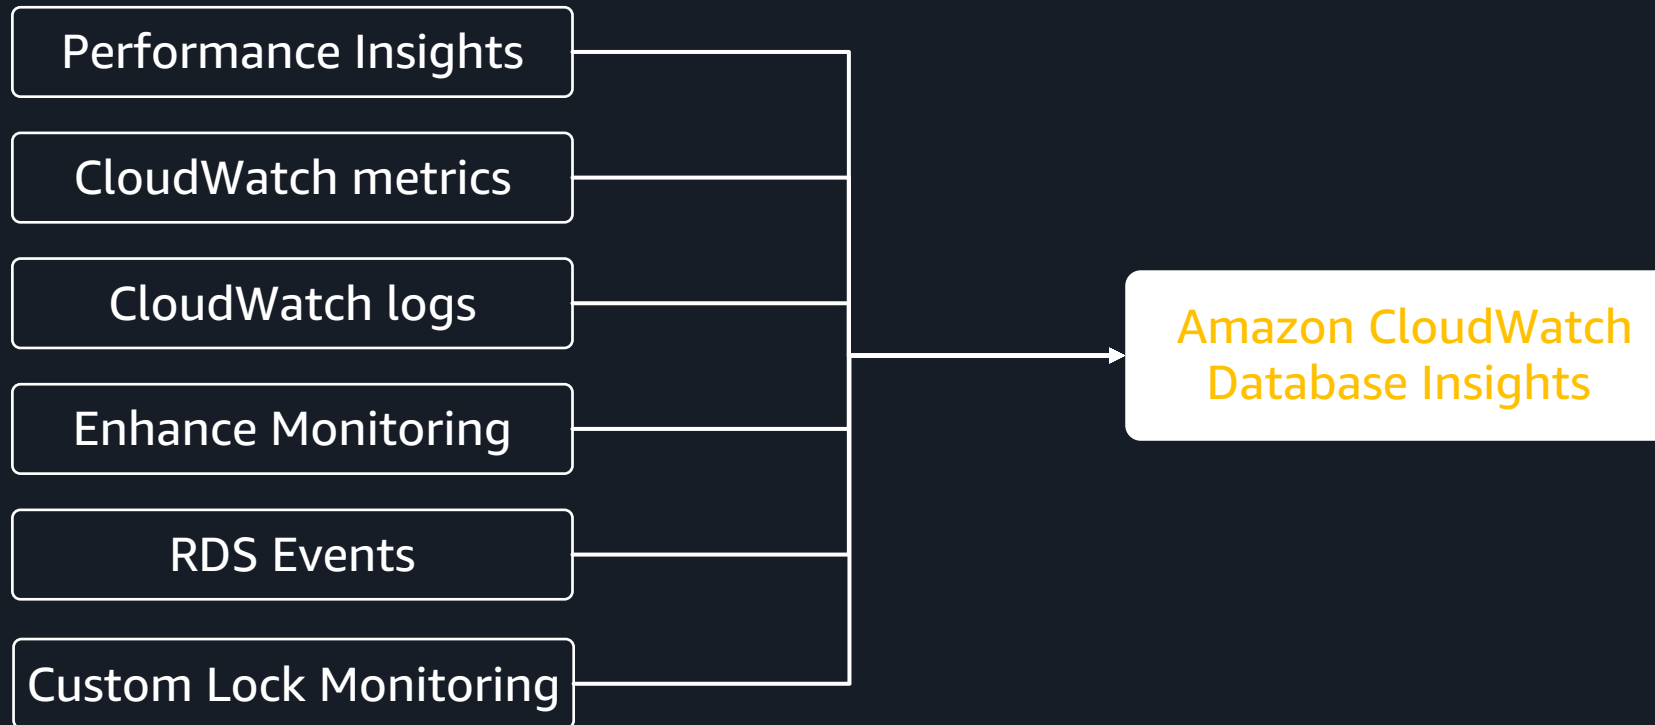 Performance Insights
CloudWatch metrics
CloudWatch logs
Enhance Monitoring
RDS Events
Custom Lock Monitoring
Amazon CloudWatch
Database Insights